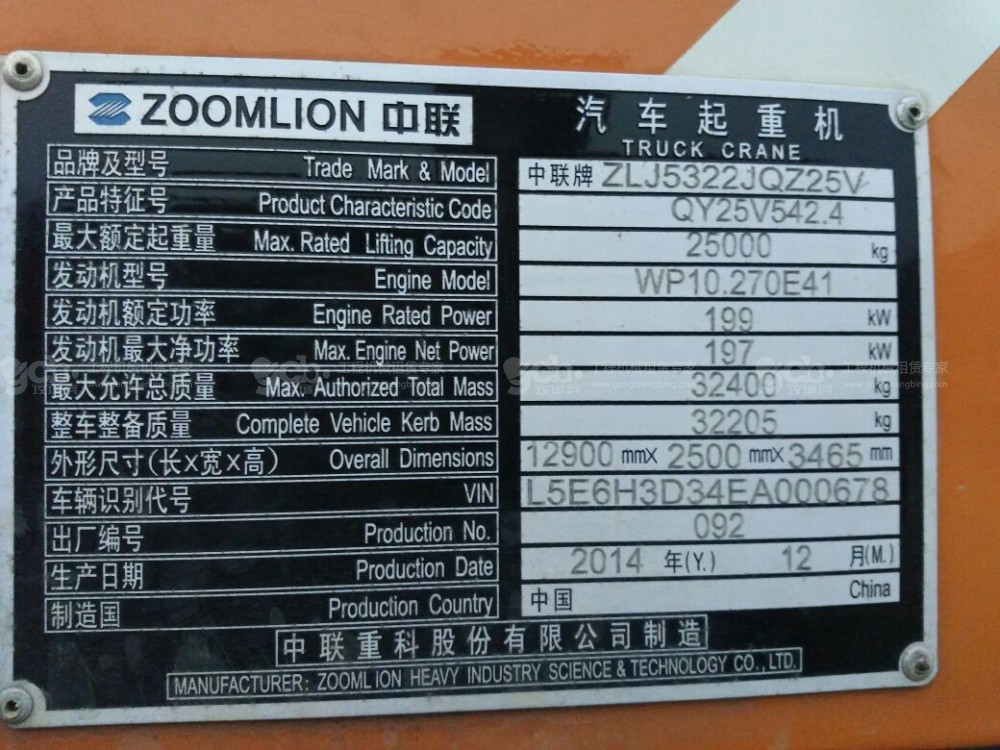 ZOOMLION 中联
汽车起重机
TRUCK CRANE
品牌及型号 Trade Mark & Model 中联牌 ZLJ5322JQZ25V
产品特征号 Product Characteristic Code QY25V542.4
最大额定起重量 Max. Rated Lifting Capacity 25000 kg
发动机型号 Engine Model WP10.270E41
发动机额定功率 Engine Rated Power 199 kW
发动机最大净功率 Max. Engine Net Power 197 kW
最大允许总质量 Max. Authorized Total Mass 32400 kg
整车整备质量 Complete Vehicle Kerb Mass 32205 kg
外形尺寸(长×宽×高) Overall Dimensions 12900 mm× 2500 mm× 3465 mm
车辆识别代号 VIN L5E6H3D34EA000678
出厂编号 Production No. 092
生产日期 Production Date 2014 年(Y.) 12 月(M.)
制造国 Production Country 中国 China
中联重科股份有限公司制造
MANUFACTURER: ZOOMLION HEAVY INDUSTRY SCIENCE & TECHNOLOGY CO., LTD.